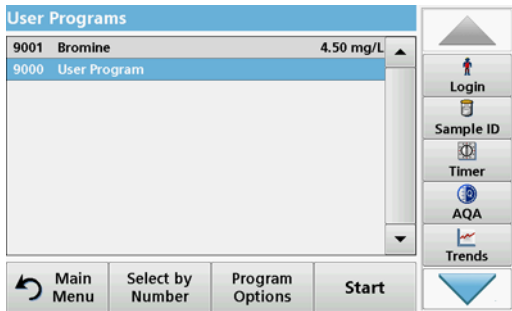 User Programs
9001 Bromine 4.50 mg/L
9000 User Program
Login
Sample ID
Timer
AQA
Trends
Main Menu
Select by Number
Program Options
Start